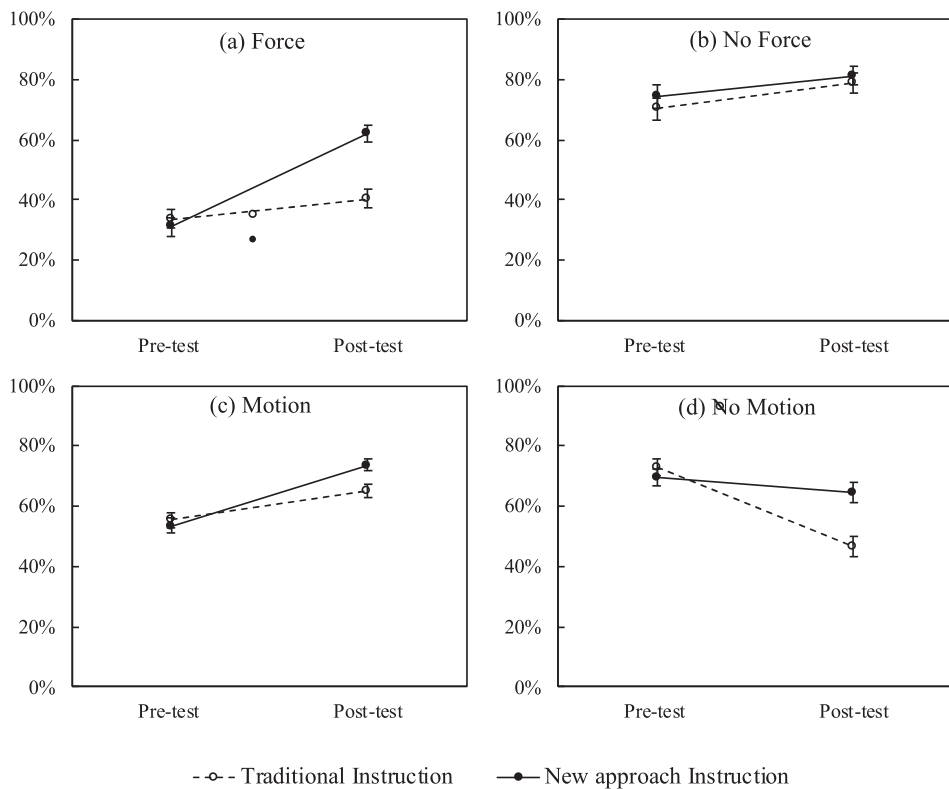 100%
(a) Force
80%
60%
40%
20%
0%
Pre-test Post-test
100%
(b) No Force
80%
60%
40%
20%
0%
Pre-test Post-test
100%
(c) Motion
80%
60%
40%
20%
0%
Pre-test Post-test
100%
(d) No Motion
80%
60%
40%
20%
0%
Pre-test Post-test
Traditional Instruction New approach Instruction